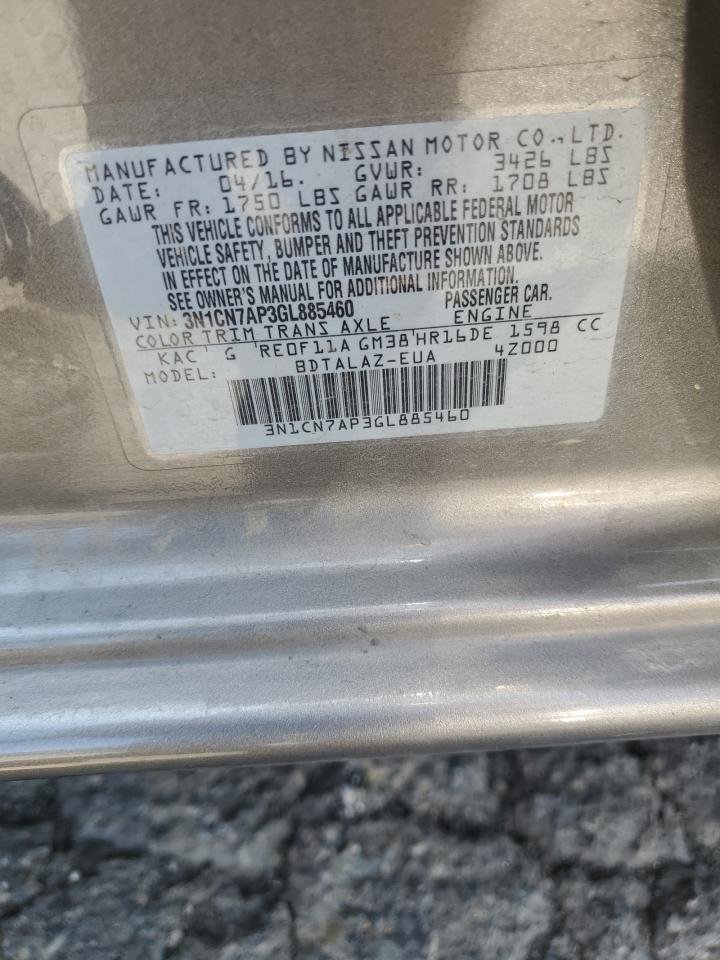 MANUFACTURED BY NISSAN MOTOR CO.,LTD.
DATE: 04/16. GVWR: 3426 LBS
GAWR FR: 1750 LBS GAWR RR: 1708 LBS
THIS VEHICLE CONFORMS TO ALL APPLICABLE FEDERAL MOTOR
VEHICLE SAFETY, BUMPER AND THEFT PREVENTION STANDARDS
IN EFFECT ON THE DATE OF MANUFACTURE SHOWN ABOVE.
SEE OWNER'S MANUAL FOR ADDITIONAL INFORMATION.
VIN: 3N1CN7AP3GL885460 PASSENGER CAR.
COLOR TRIM TRANS AXLE ENGINE
KAC G RE0F11A GM38 HR16DE 1598 CC
MODEL: BDTALAZ-EUA 4Z000
3N1CN7AP3GL885460